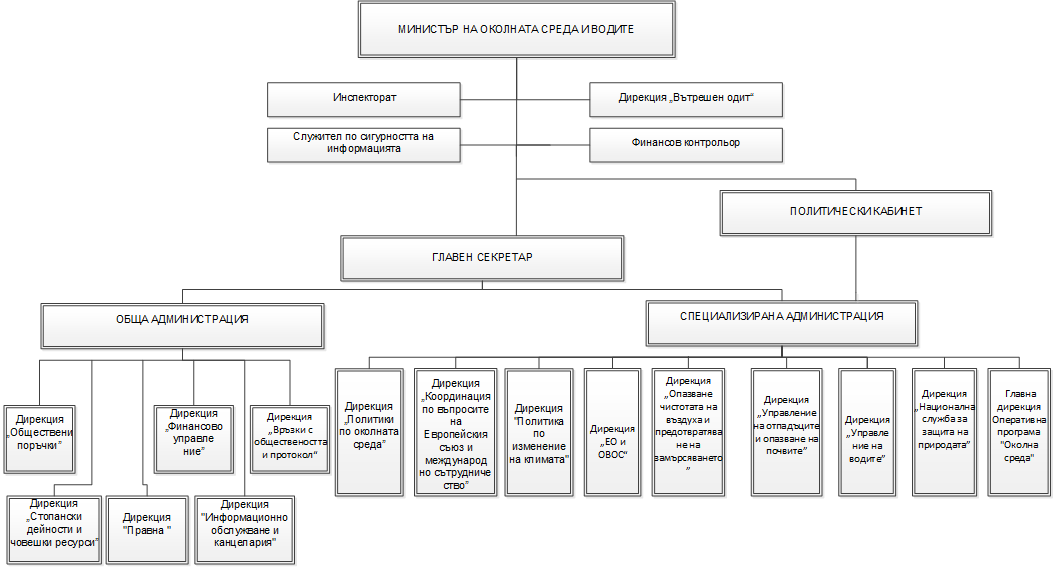 МИНИСТЪР НА ОКОЛНАТА СРЕДА И ВОДИТЕ
Инспекторат
Дирекция „Вътрешен одит“
Служител по сигурността на
информацията
Финансов контрольор
ПОЛИТИЧЕСКИ КАБИНЕТ
ГЛАВЕН СЕКРЕТАР
ОБЩА АДМИНИСТРАЦИЯ
СПЕЦИАЛИЗИРАНА АДМИНИСТРАЦИЯ
Дирекция
„Обществени
поръчки”
Дирекция
„Финансово
управле
ние”
Дирекция
„Връзки с
обществеността
и протокол“
Дирекция
„Стопански
дейности и
човешки ресурси”
Дирекция
"Правна "
Дирекция
"Информационно
обслужване и
канцелария"
Дирекция
„Политики
по околната
среда”
Дирекция
„Координация
по въпросите
на
Европейския
съюз и
международ
но сътрудниче
ство”
Дирекция
"Политика
по
изменение
на климата"
Дирекция
„ЕО и
ОВОС“
Дирекция
„Опазване
чистотата на
въздуха и
предотвратява
не на
замърсяването
”
Дирекция
„Управление
на отпадъците
и опазване на
почвите”
Дирекция
„Управле
ние на
водите”
Дирекция
„Национална
служба за
защита на
природата”
Главна
дирекция
Оперативна
програма
"Околна
среда"